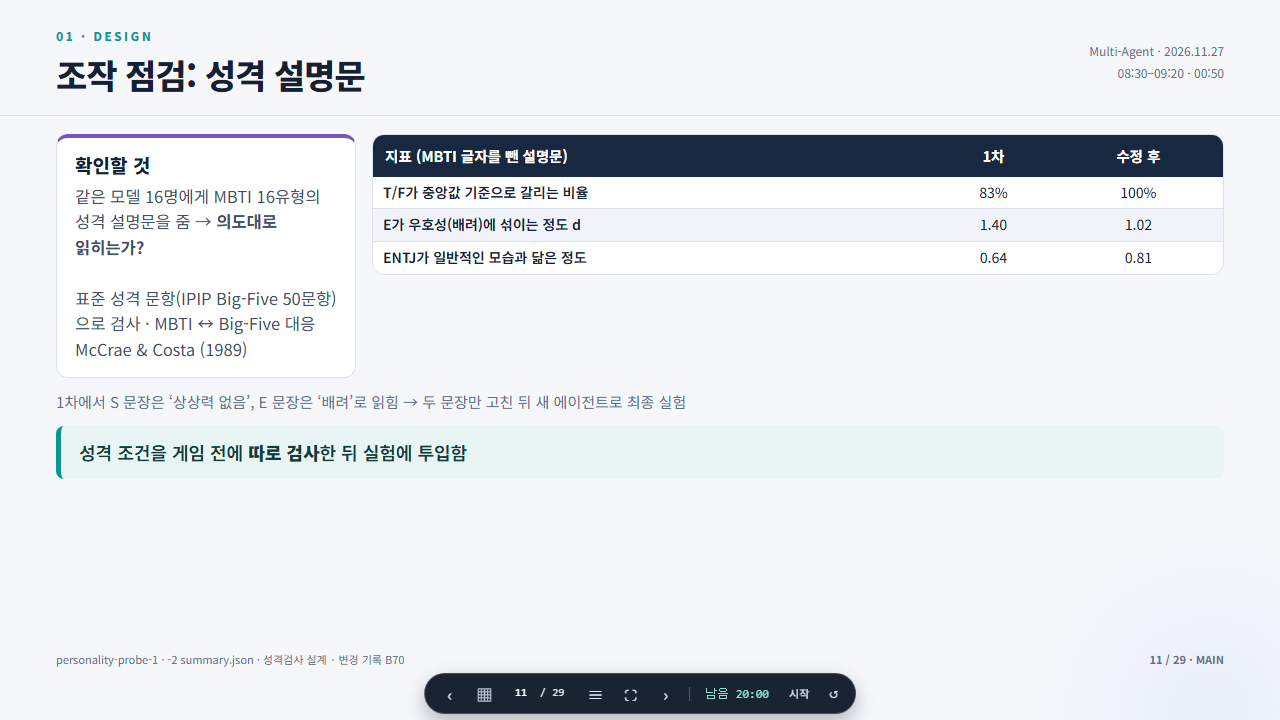 01 · DESIGN
조작 점검: 성격 설명문
Multi-Agent · 2026.11.27
08:30–09:20 · 00:50
확인할 것
같은 모델 16명에게 MBTI 16유형의
성격 설명문을 줌 → 의도대로
읽히는가?
표준 성격 문항(IPIP Big-Five 50문항)
으로 검사 · MBTI ↔ Big-Five 대응
McCrae & Costa (1989)
지표 (MBTI 글자를 뺀 설명문) 1차 수정 후
T/F가 중앙값 기준으로 갈리는 비율 83% 100%
E가 우호성(배려)에 섞이는 정도 d 1.40 1.02
ENTJ가 일반적인 모습과 닮은 정도 0.64 0.81
1차에서 S 문장은 ‘상상력 없음’, E 문장은 ‘배려’로 읽힘 → 두 문장만 고친 뒤 새 에이전트로 최종 실험
성격 조건을 게임 전에 따로 검사한 뒤 실험에 투입함
personality-probe-1 · -2 summary.json · 성격검사 설계 · 변경 기록 B70
11 / 29 · MAIN
‹ 11 / 29 › 남음 20:00 시작 ↺